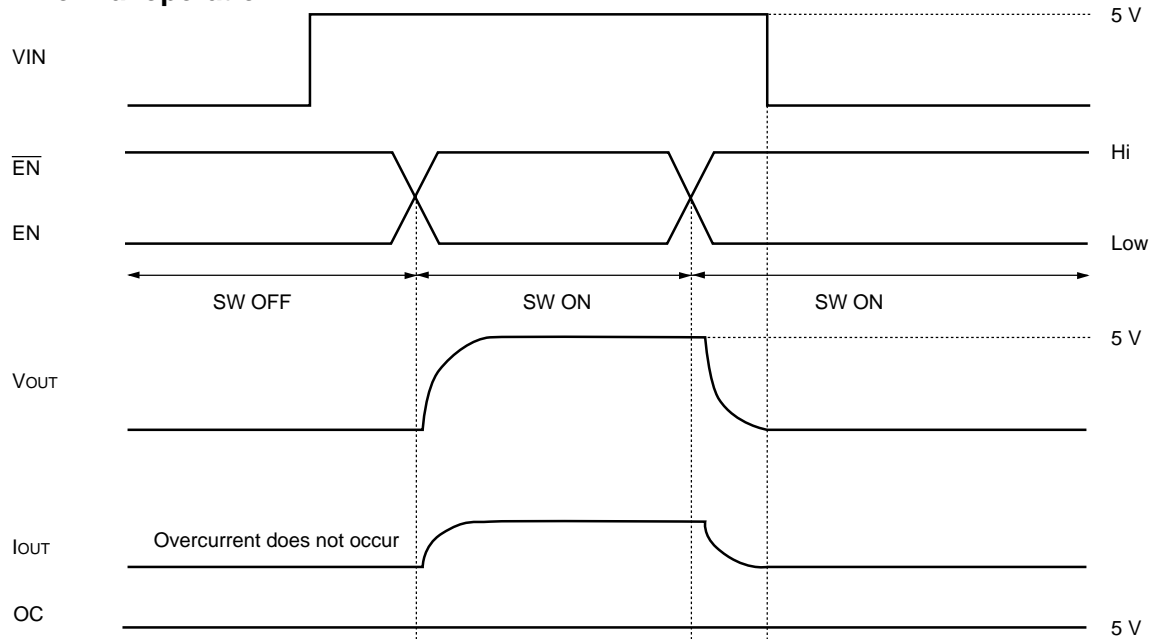 5 V
VIN
EN
Hi
EN
Low
SW OFF
SW ON
SW ON
5 V
VOUT
IOUT
Overcurrent does not occur
OC
5 V